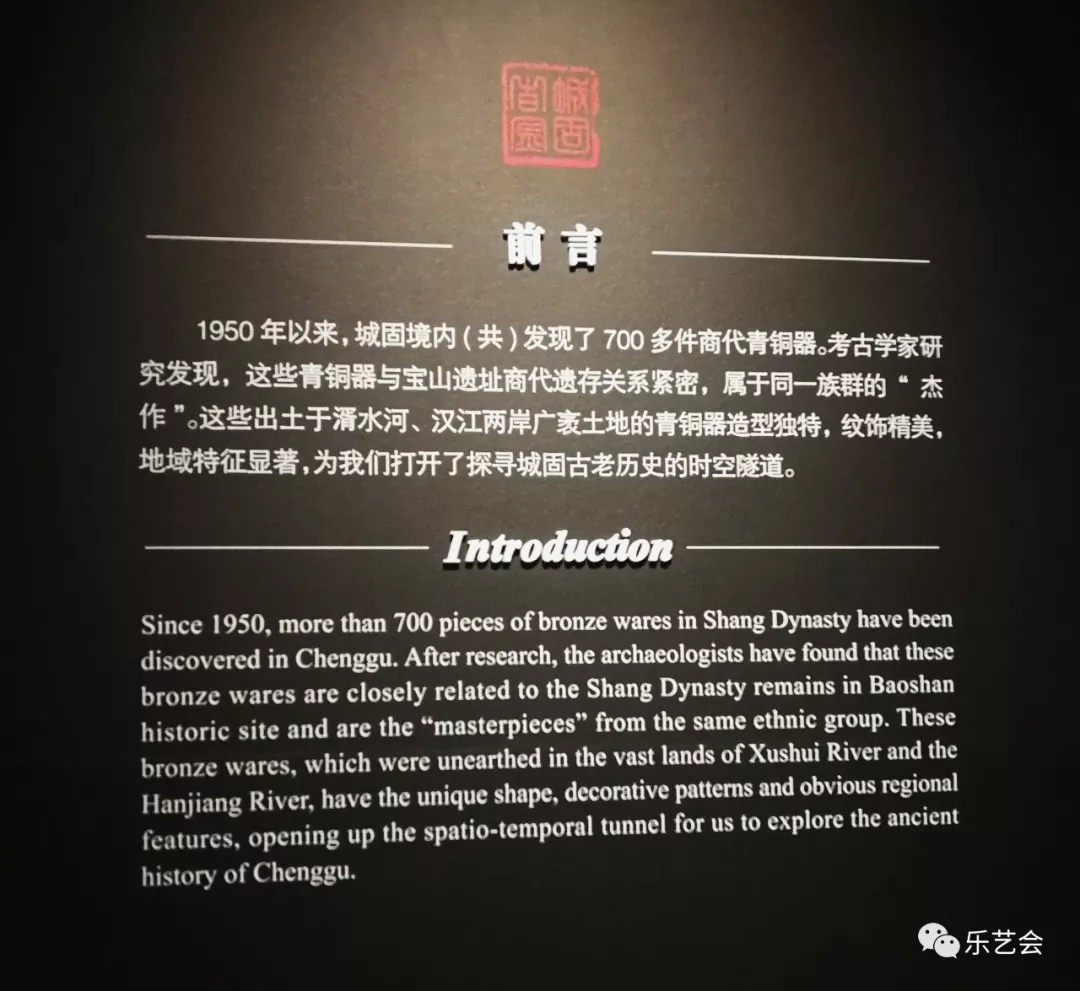 城固
前言
1950 年以来，城固境内（共）发现了 700 多件商代青铜器。考古学家研
究发现，这些青铜器与宝山遗址商代遗存关系紧密，属于同一族群的“杰
作”。这些出土于湑水河、汉江两岸广袤土地的青铜器造型独特，纹饰精美，
地域特征显著，为我们打开了探寻城固古老历史的时空隧道。
Introduction
Since 1950, more than 700 pieces of bronze wares in Shang Dynasty have been
discovered in Chenggu. After research, the archaeologists have found that these
bronze wares are closely related to the Shang Dynasty remains in Baoshan
historic site and are the “masterpieces” from the same ethnic group. These
bronze wares, which were unearthed in the vast lands of Xushui River and the
Hanjiang River, have the unique shape, decorative patterns and obvious regional
features, opening up the spatio-temporal tunnel for us to explore the ancient
history of Chenggu.
乐艺会